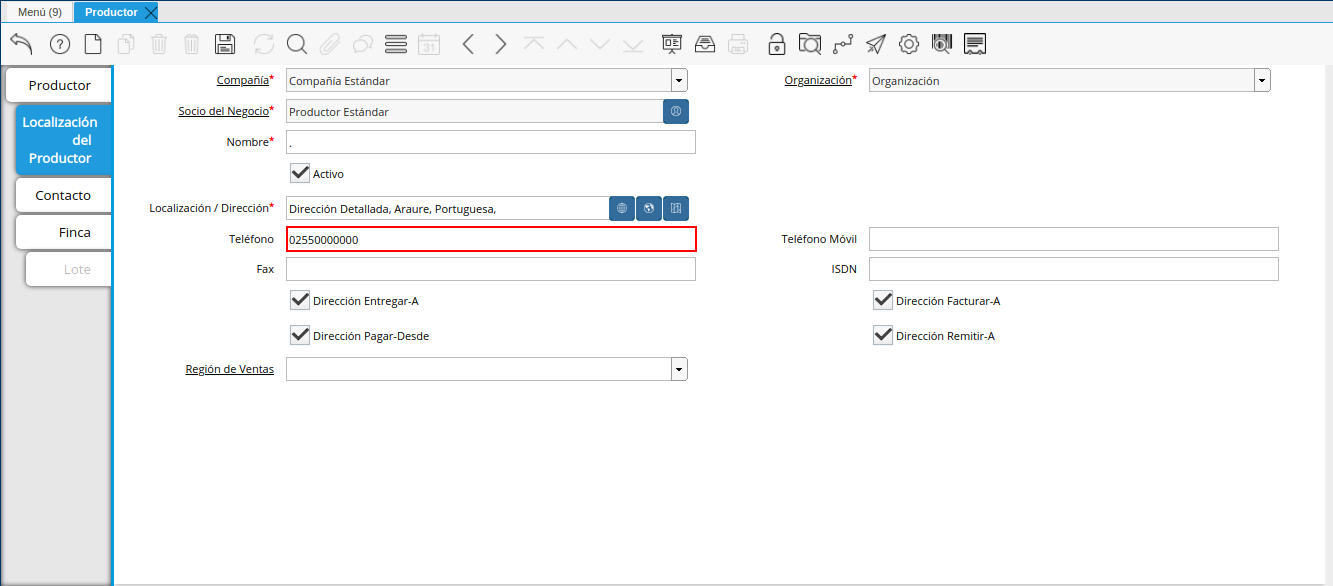 Menú (9)
Productor
31
Productor
Localización
del
Productor
Contacto
Finca
Lote
Compañía*
Compañía Estándar
Organización*
Organización
Socio del Negocio*
Productor Estándar
Nombre*
.
Activo
Localización / Dirección*
Dirección Detallada, Araure, Portuguesa,
Teléfono
02550000000
Teléfono Móvil
Fax
ISDN
Dirección Entregar-A
Dirección Facturar-A
Dirección Pagar-Desde
Dirección Remitir-A
Región de Ventas